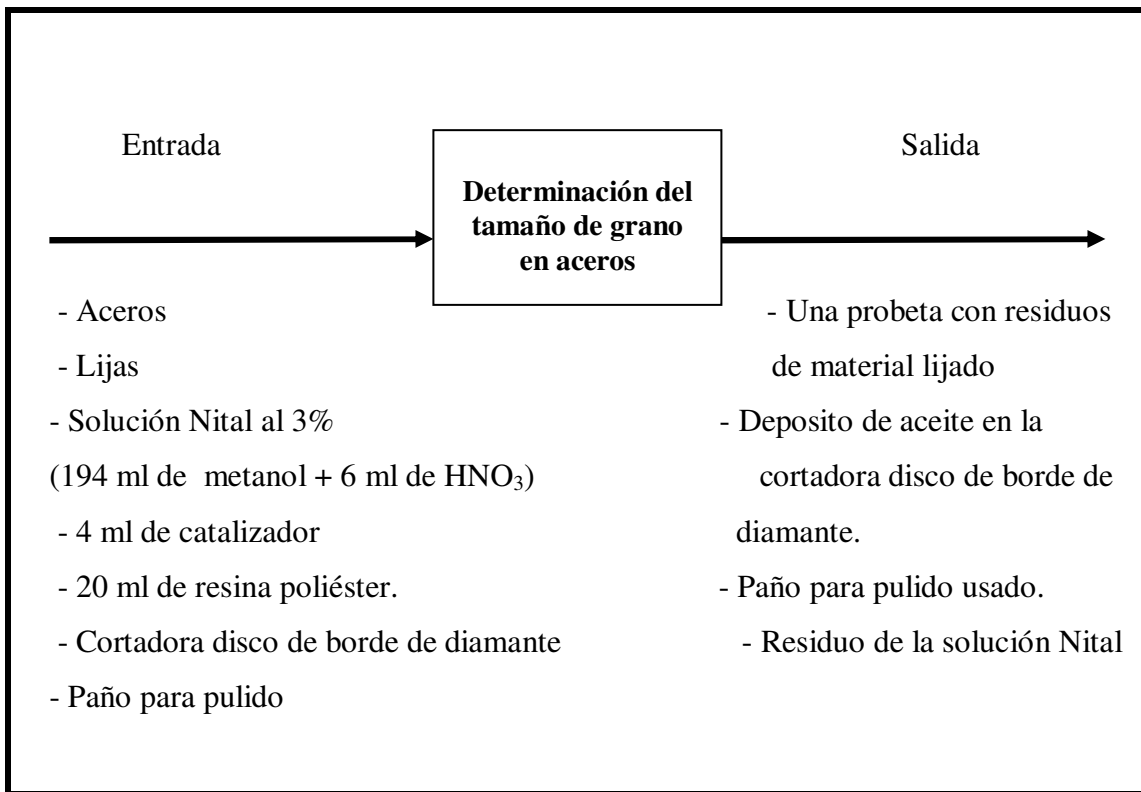 Entrada
Determinación del
tamaño de grano
en aceros
Salida
- Aceros
- Lijas
- Solución Nital al 3%
(194 ml de metanol + 6 ml de HNO₃)
- 4 ml de catalizador
- 20 ml de resina poliéster.
- Cortadora disco de borde de diamante
- Paño para pulido
- Una probeta con residuos
de material lijado
- Deposito de aceite en la
cortadora disco de borde de
diamante.
- Paño para pulido usado.
- Residuo de la solución Nital